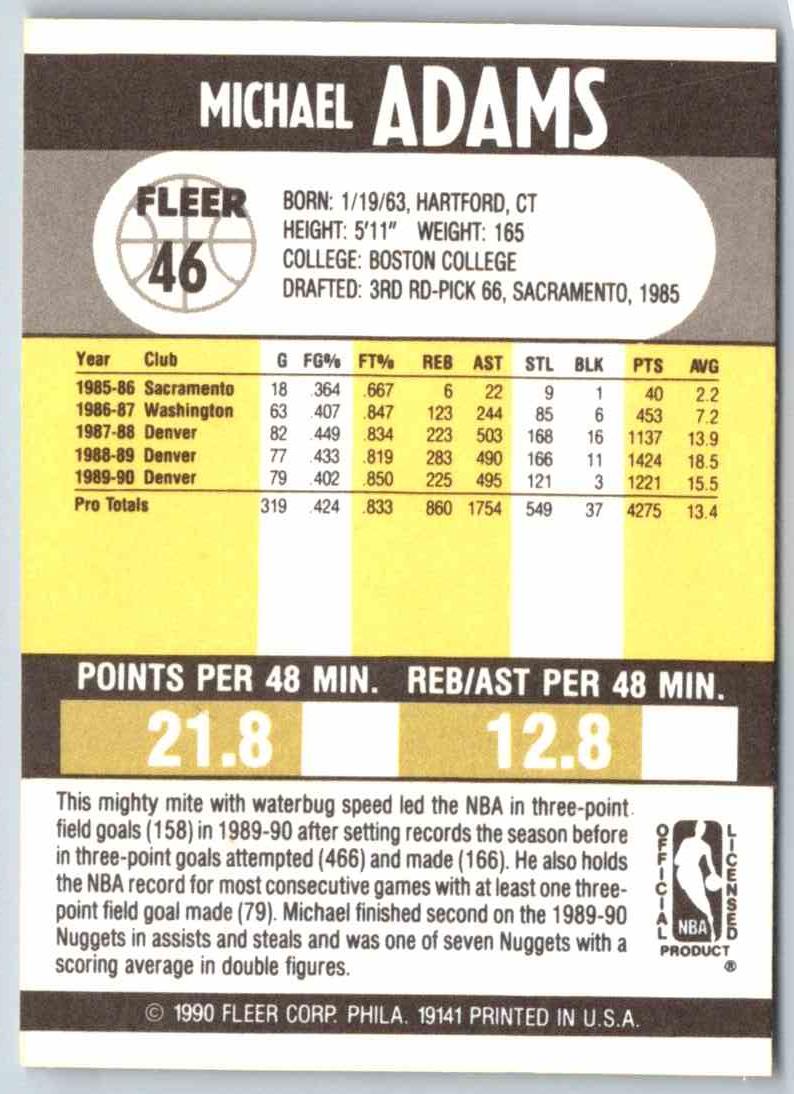 MICHAEL ADAMS
FLEER
46
BORN: 1/19/63, HARTFORD, CT
HEIGHT: 5'11" WEIGHT: 165
COLLEGE: BOSTON COLLEGE
DRAFTED: 3RD RD-PICK 66, SACRAMENTO, 1985
Year Club G FG% FT% REB AST STL BLK PTS AVG
1985-86 Sacramento 18 .364 .667 6 22 9 1 40 2.2
1986-87 Washington 63 .407 .847 123 244 85 6 453 7.2
1987-88 Denver 82 .449 .834 223 503 168 16 1137 13.9
1988-89 Denver 77 .433 .819 283 490 166 11 1424 18.5
1989-90 Denver 79 .402 .850 225 495 121 3 1221 15.5
Pro Totals 319 .424 .833 860 1754 549 37 4275 13.4
POINTS PER 48 MIN. REB/AST PER 48 MIN.
21.8 12.8
This mighty mite with waterbug speed led the NBA in three-point
field goals (158) in 1989-90 after setting records the season before
in three-point goals attempted (466) and made (166). He also holds
the NBA record for most consecutive games with at least one three-
point field goal made (79). Michael finished second on the 1989-90
Nuggets in assists and steals and was one of seven Nuggets with a
scoring average in double figures.
OFFICIAL
LICENSED
NBA
PRODUCT
®
© 1990 FLEER CORP. PHILA. 19141 PRINTED IN U.S.A.